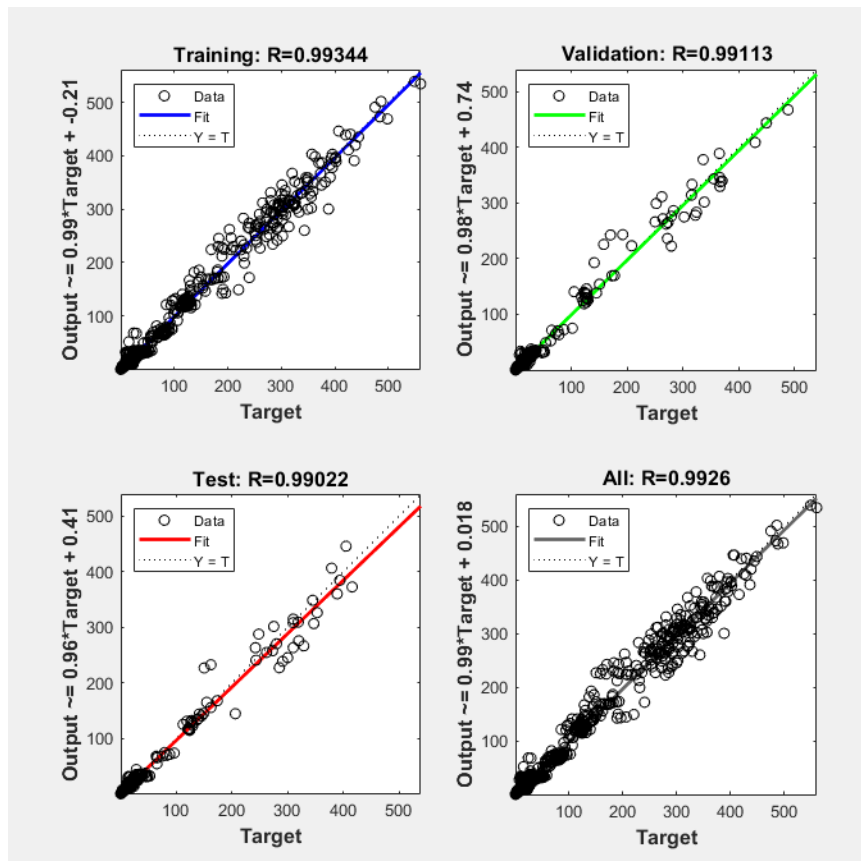 Training: R=0.99344
Output ~= 0.99*Target + -0.21
500
400
300
200
100
Data
Fit
Y = T
100 200 300 400 500
Target
Validation: R=0.99113
Output ~= 0.98*Target + 0.74
500
400
300
200
100
Data
Fit
Y = T
100 200 300 400 500
Target
Test: R=0.99022
Output ~= 0.96*Target + 0.41
500
400
300
200
100
Data
Fit
Y = T
100 200 300 400 500
Target
All: R=0.9926
Output ~= 0.99*Target + 0.018
500
400
300
200
100
Data
Fit
Y = T
100 200 300 400 500
Target